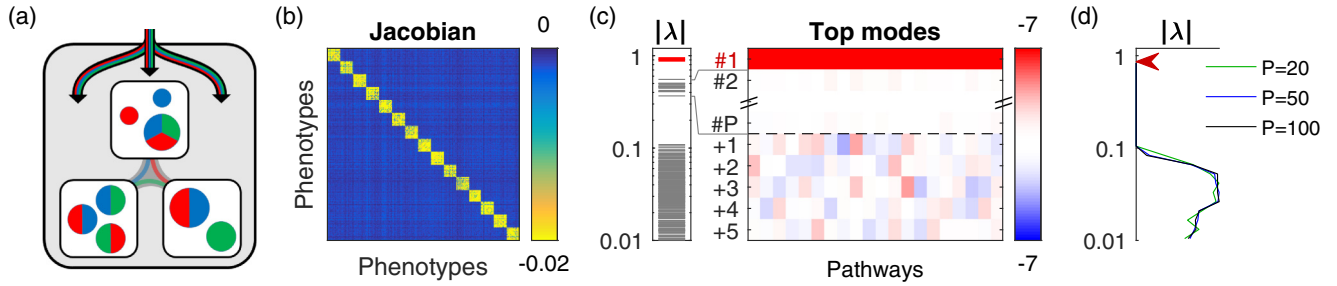 (a)
(b)
Jacobian
0
Phenotypes
Phenotypes
-0.02
(c)
|λ|
Top modes
-7
1
0.1
0.01
#1
#2
#P
+1
+2
+3
+4
+5
Pathways
-7
(d)
|λ|
1
0.1
0.01
P=20
P=50
P=100